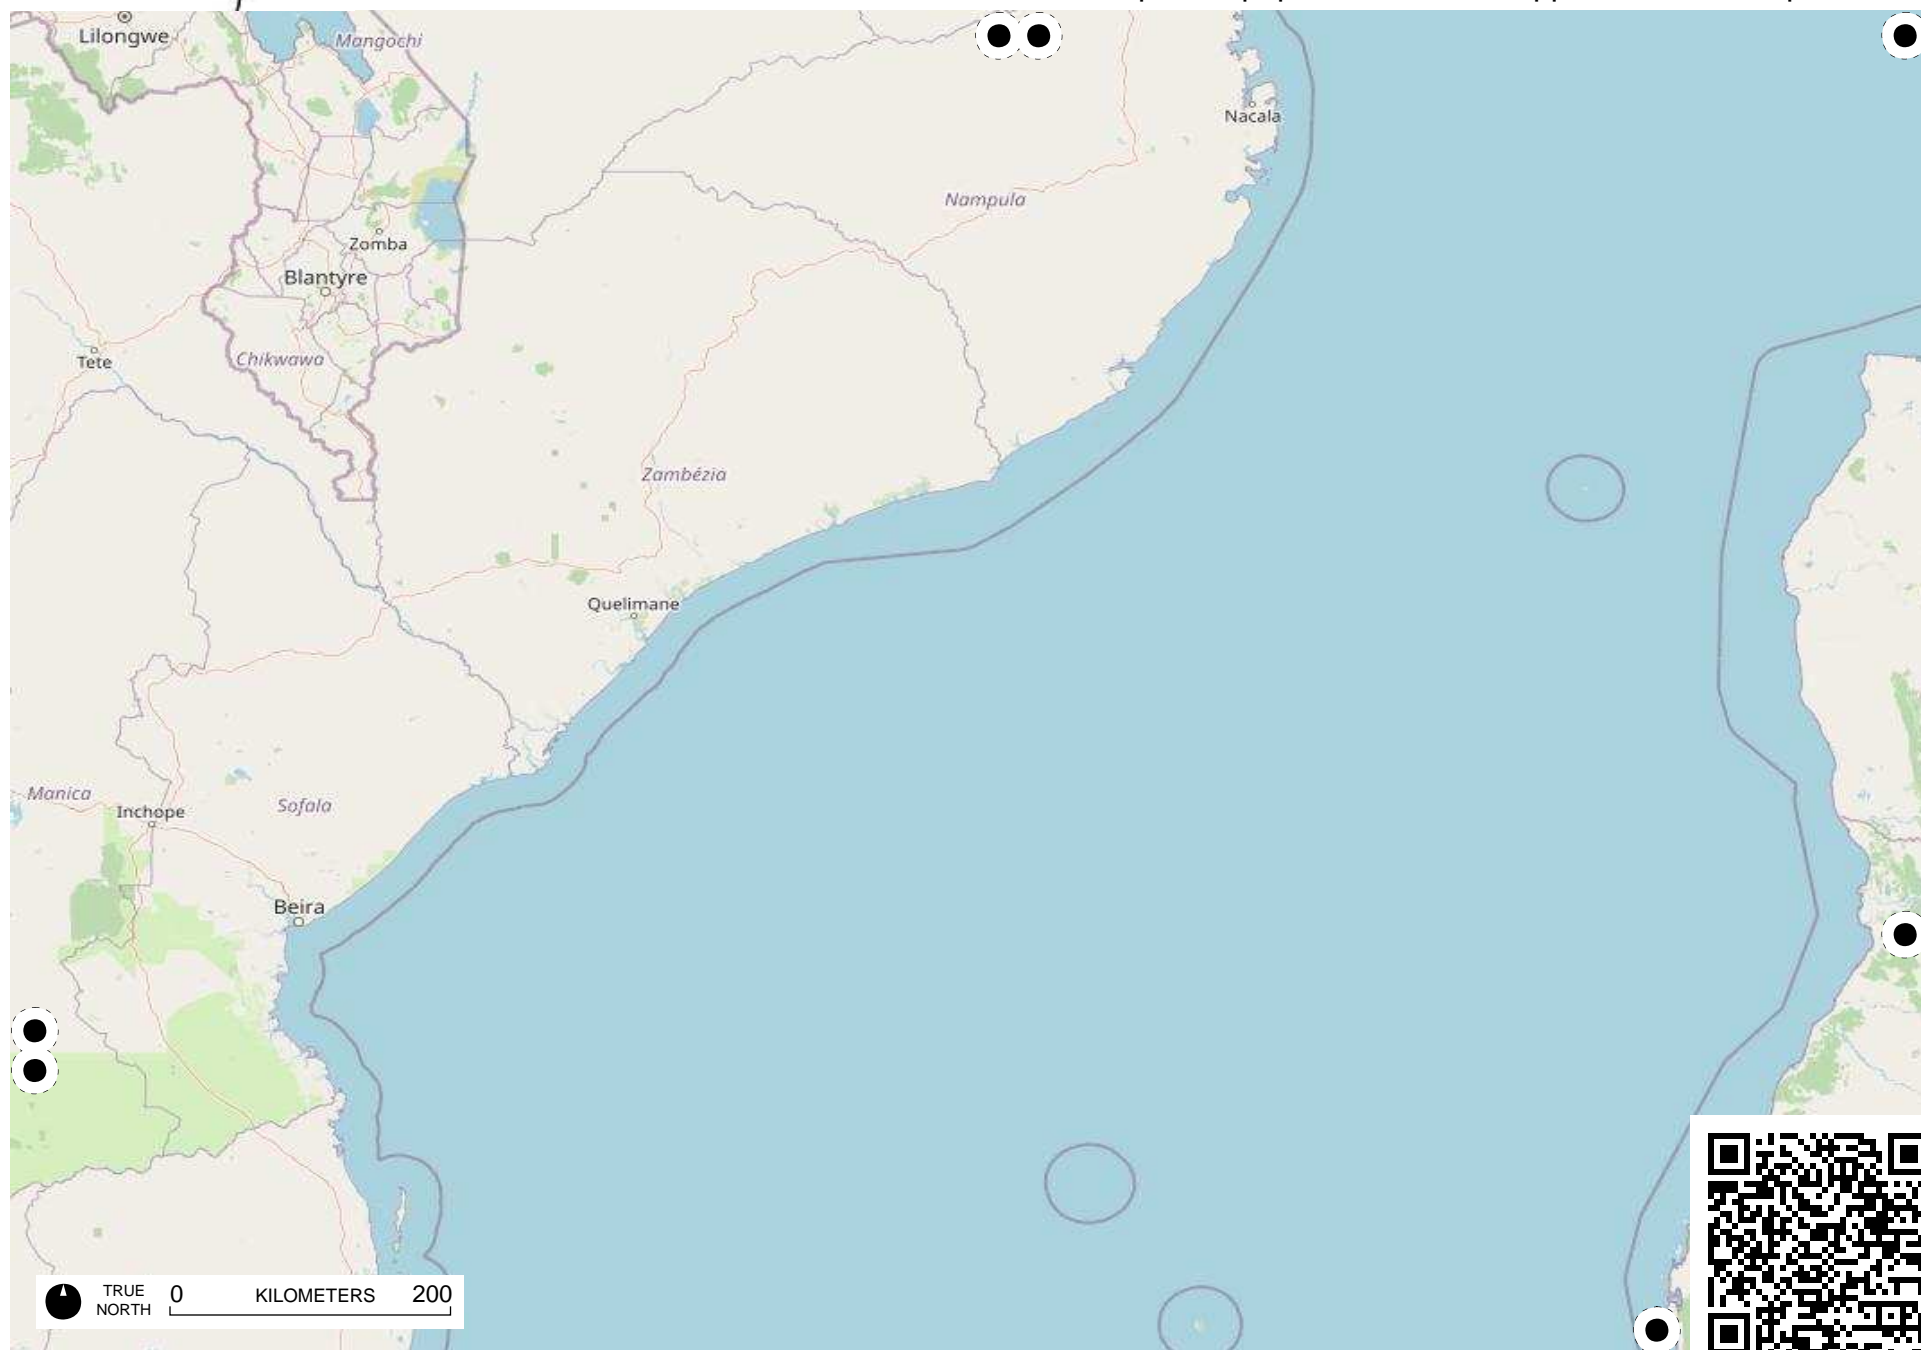 Lilongwe
Mangochi
Nacala
Nampula
Zomba
Blantyre
Chikwawa
Tete
Zambézia
Quelimane
Manica
Inchope
Sofala
Beira
TRUE
NORTH
0 KILOMETERS 200